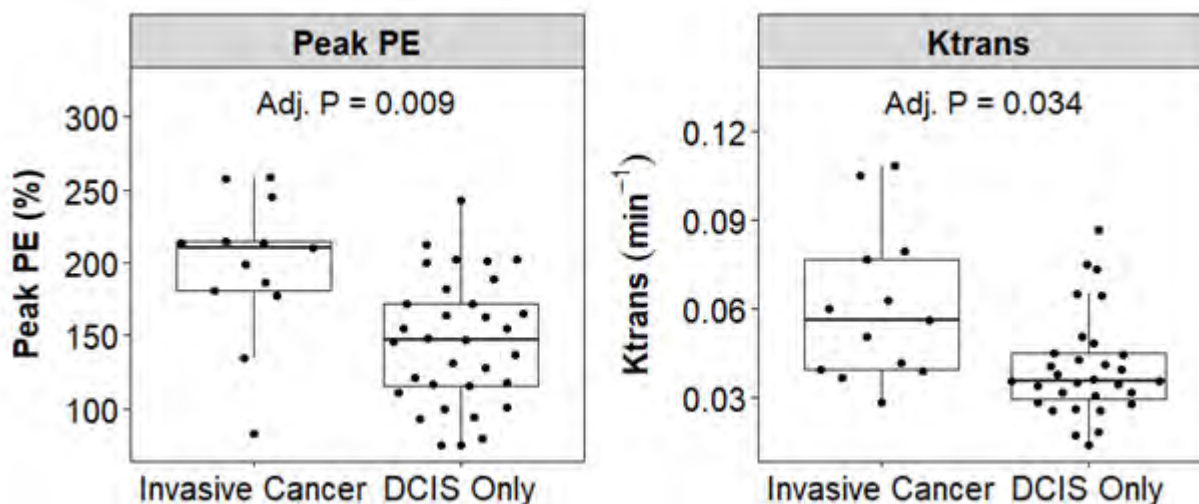 Peak PE
Adj. P = 0.009
Peak PE (%)
300
250
200
150
100
Invasive Cancer DCIS Only
Ktrans
Adj. P = 0.034
Ktrans (min⁻¹)
0.12
0.09
0.06
0.03
Invasive Cancer DCIS Only